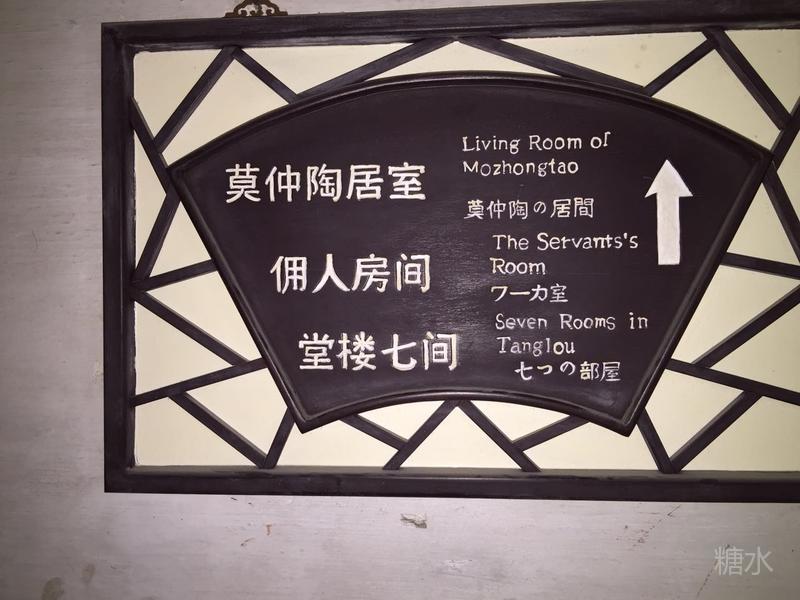 莫仲陶居室
Living Room of
Mozhongtao
莫仲陶の居間
佣人房间
The Servants's
Room
ワーカ室
堂楼七间
Seven Rooms in
Tanglou
七つの部屋
糖水